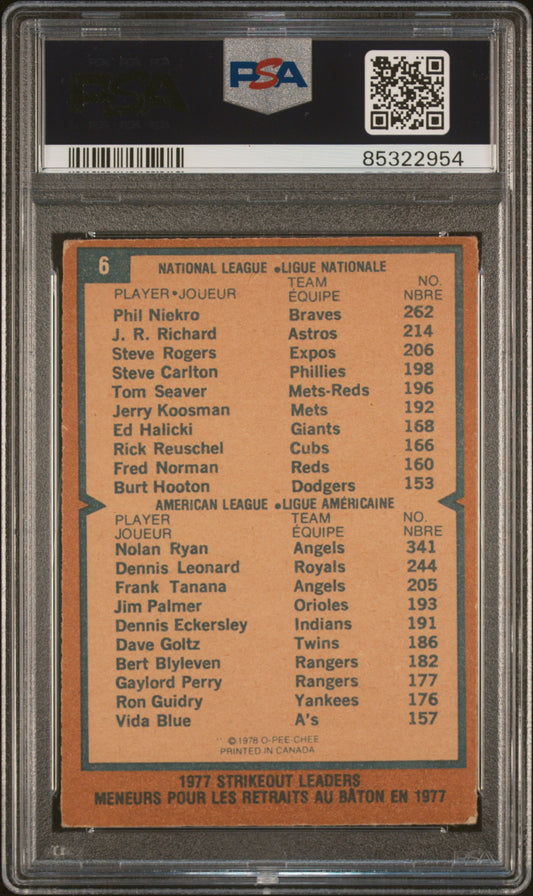 PSA
85322954
6
NATIONAL LEAGUE • LIGUE NATIONALE
PLAYER • JOUEUR TEAM ÉQUIPE NO. NBRE
Phil Niekro Braves 262
J. R. Richard Astros 214
Steve Rogers Expos 206
Steve Carlton Phillies 198
Tom Seaver Mets-Reds 196
Jerry Koosman Mets 192
Ed Halicki Giants 168
Rick Reuschel Cubs 166
Fred Norman Reds 160
Burt Hooton Dodgers 153
AMERICAN LEAGUE • LIGUE AMÉRICAINE
PLAYER TEAM NO.
JOUEUR ÉQUIPE NBRE
Nolan Ryan Angels 341
Dennis Leonard Royals 244
Frank Tanana Angels 205
Jim Palmer Orioles 193
Dennis Eckersley Indians 191
Dave Goltz Twins 186
Bert Blyleven Rangers 182
Gaylord Perry Rangers 177
Ron Guidry Yankees 176
Vida Blue A's 157
© 1978 O-PEE-CHEE
PRINTED IN CANADA
1977 STRIKEOUT LEADERS
MENEURS POUR LES RETRAITS AU BÂTON EN 1977